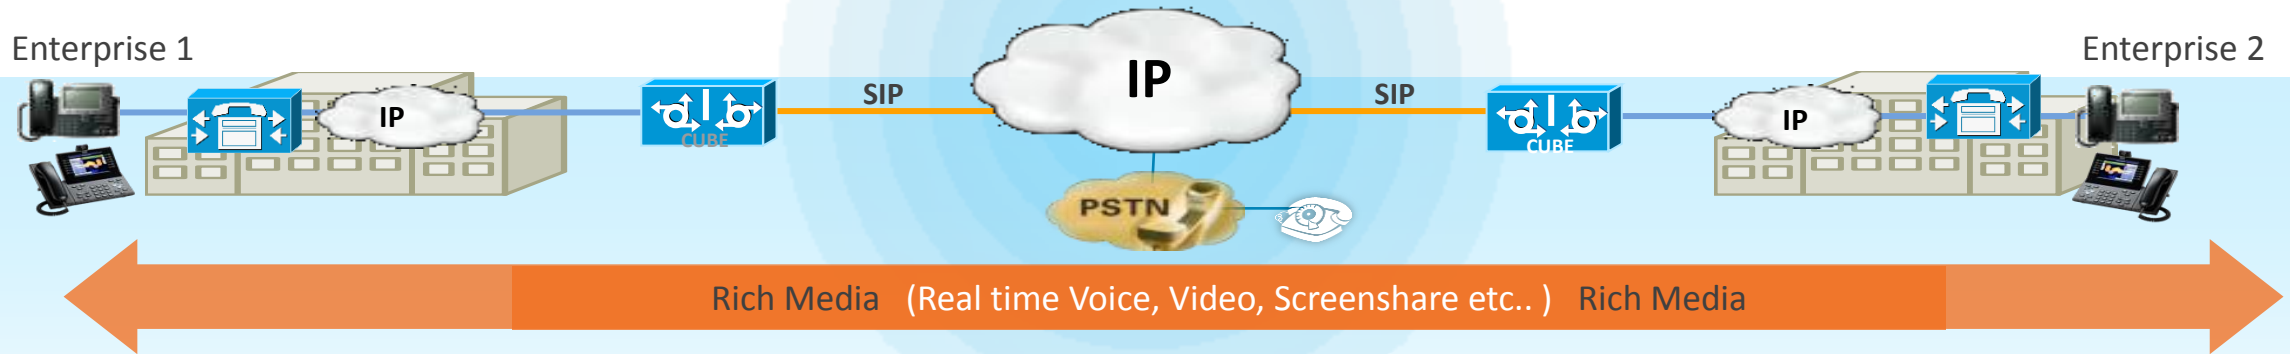 Enterprise 1
Enterprise 2
IP
SIP
IP
SIP
IP
CUBE
CUBE
PSTN
Rich Media (Real time Voice, Video, Screenshare etc.. ) Rich Media